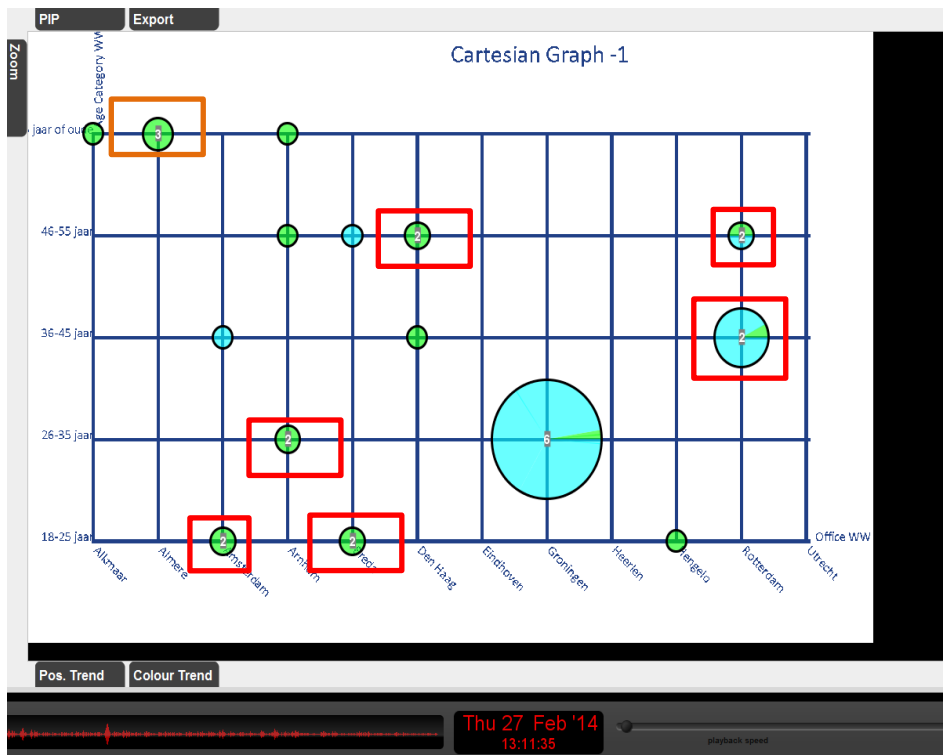 PIP
Export
Zoom
Cartesian Graph -1
Age Category WW
jaar of oude
3
46-55 jaar
2
2
36-45 jaar
2
26-35 jaar
2
6
18-25 jaar
2
2
Office WW
Alkmaar
Almere
Amsterdam
Arnhem
Breda
Den Haag
Eindhoven
Groningen
Heerlen
Hengelo
Rotterdam
Utrecht
Pos. Trend
Colour Trend
Thu 27 Feb '14
13:11:35
playback speed